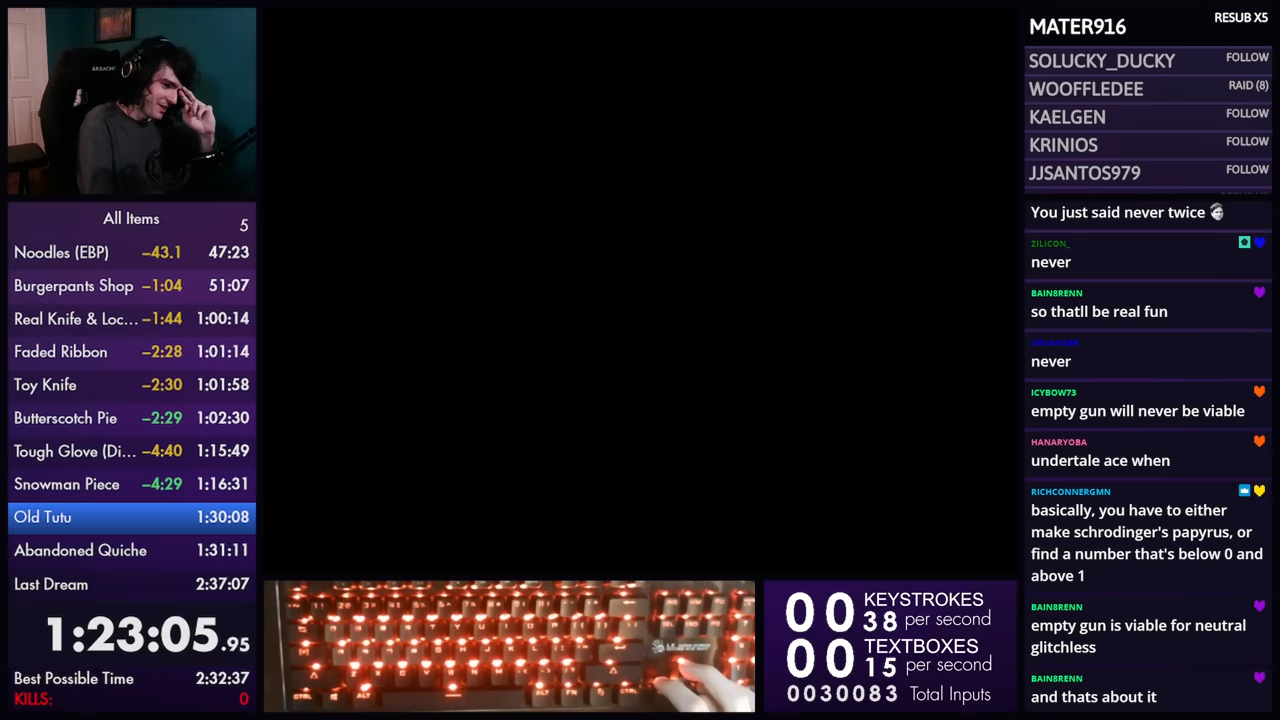 All Items
5
Noodles (EBP) −43.1 47:23
Burgerpants Shop −1:04 51:07
Real Knife & Loc... −1:44 1:00:14
Faded Ribbon −2:28 1:01:14
Toy Knife −2:30 1:01:58
Butterscotch Pie −2:29 1:02:30
Tough Glove (Di... −4:40 1:15:49
Snowman Piece −4:29 1:16:31
Old Tutu 1:30:08
Abandoned Quiche 1:31:11
Last Dream 2:37:07
1:23:05.95
Best Possible Time 2:32:37
KILLS: 0
00.38 KEYSTROKES per second
00.15 TEXTBOXES per second
0030083 Total Inputs
MATER916 RESUB X5
SOLUCKY_DUCKY FOLLOW
WOOFFLEDEE RAID (8)
KAELGEN FOLLOW
KRINIOS FOLLOW
JJSANTOS979 FOLLOW
You just said never twice
ZILICON_
never
BAIN8RENN
so thatll be real fun
never
ICYBOW73
empty gun will never be viable
HANARYOBA
undertale ace when
RICHCONNERGMN
basically, you have to either
make schrodinger's papyrus, or
find a number that's below 0 and
above 1
BAIN8RENN
empty gun is viable for neutral
glitchless
BAIN8RENN
and thats about it